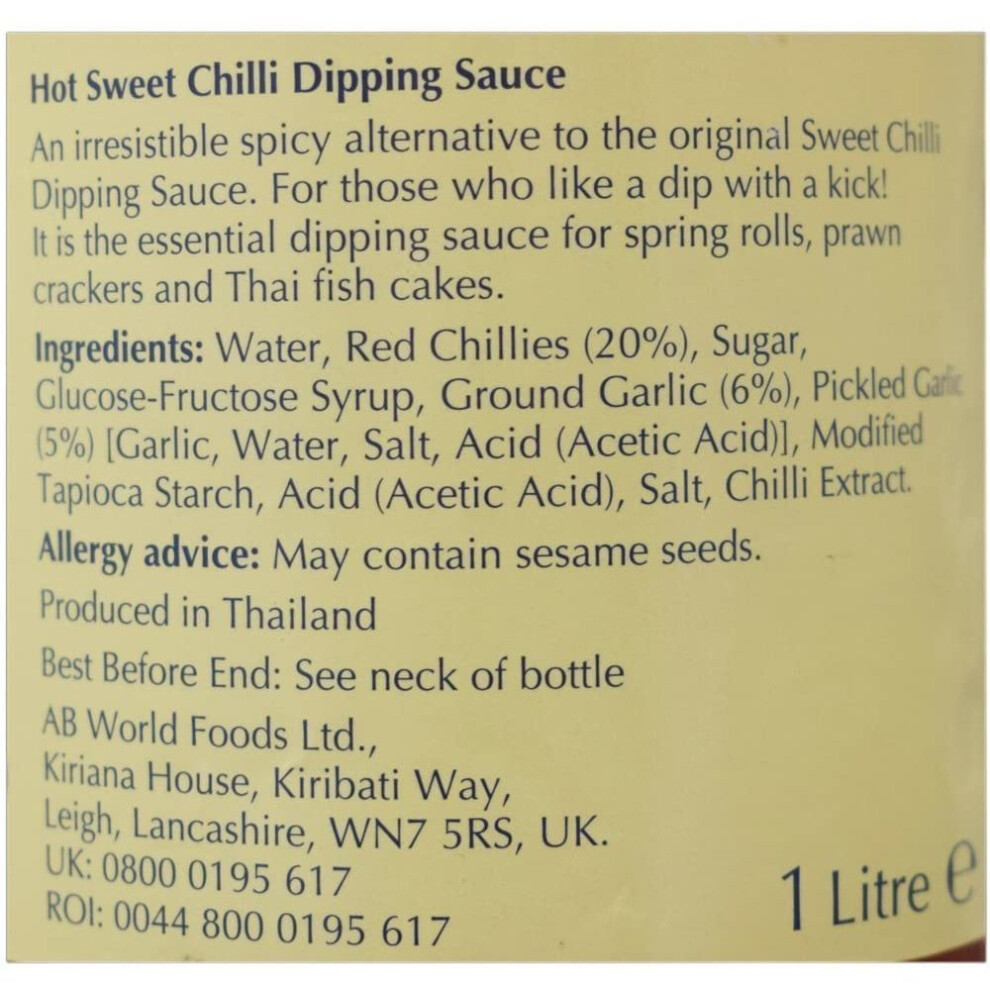 Hot Sweet Chilli Dipping Sauce
An irresistible spicy alternative to the original Sweet Chilli
Dipping Sauce. For those who like a dip with a kick!
It is the essential dipping sauce for spring rolls, prawn
crackers and Thai fish cakes.
Ingredients: Water, Red Chillies (20%), Sugar,
Glucose-Fructose Syrup, Ground Garlic (6%), Pickled Garlic
(5%) [Garlic, Water, Salt, Acid (Acetic Acid)], Modified
Tapioca Starch, Acid (Acetic Acid), Salt, Chilli Extract.
Allergy advice: May contain sesame seeds.
Produced in Thailand
Best Before End: See neck of bottle
AB World Foods Ltd.,
Kiriana House, Kiribati Way,
Leigh, Lancashire, WN7 5RS, UK.
UK: 0800 0195 617
ROI: 0044 800 0195 617
1 Litre e